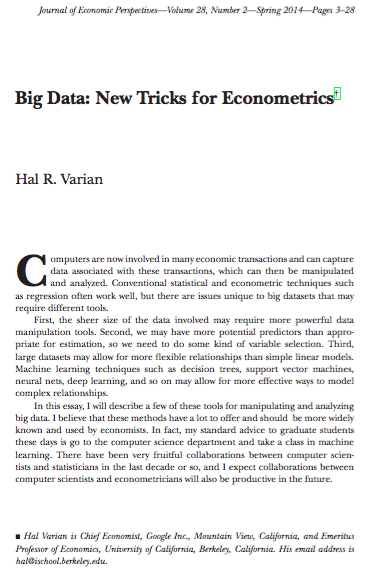 Journal of Economic Perspectives—Volume 28, Number 2—Spring 2014—Pages 3–28
Big Data: New Tricks for Econometrics†
Hal R. Varian
Computers are now involved in many economic transactions and can capture
data associated with these transactions, which can then be manipulated
and analyzed. Conventional statistical and econometric techniques such
as regression often work well, but there are issues unique to big datasets that may
require different tools.
First, the sheer size of the data involved may require more powerful data
manipulation tools. Second, we may have more potential predictors than appro-
priate for estimation, so we need to do some kind of variable selection. Third,
large datasets may allow for more flexible relationships than simple linear models.
Machine learning techniques such as decision trees, support vector machines,
neural nets, deep learning, and so on may allow for more effective ways to model
complex relationships.
In this essay, I will describe a few of these tools for manipulating and analyzing
big data. I believe that these methods have a lot to offer and should be more widely
known and used by economists. In fact, my standard advice to graduate students
these days is go to the computer science department and take a class in machine
learning. There have been very fruitful collaborations between computer scien-
tists and statisticians in the last decade or so, and I expect collaborations between
computer scientists and econometricians will also be productive in the future.
■ Hal Varian is Chief Economist, Google Inc., Mountain View, California, and Emeritus
Professor of Economics, University of California, Berkeley, California. His email address is
hal@ischool.berkeley.edu.